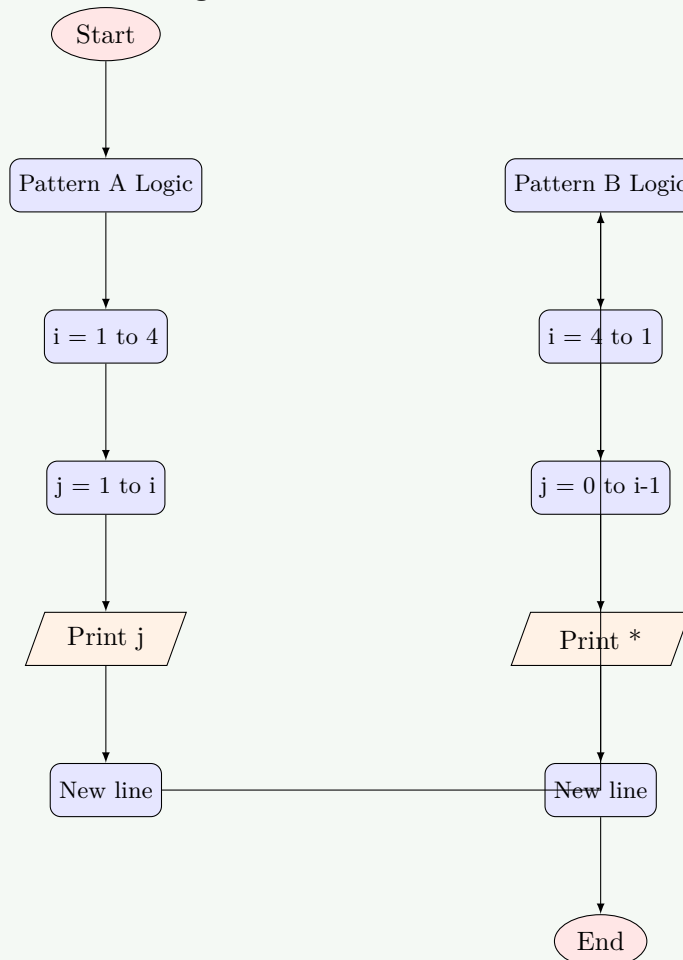 Start
Pattern A Logic
i = 1 to 4
j = 1 to i
Print j
New line
Pattern B Logic
i = 4 to 1
j = 0 to i-1
Print *
New line
End